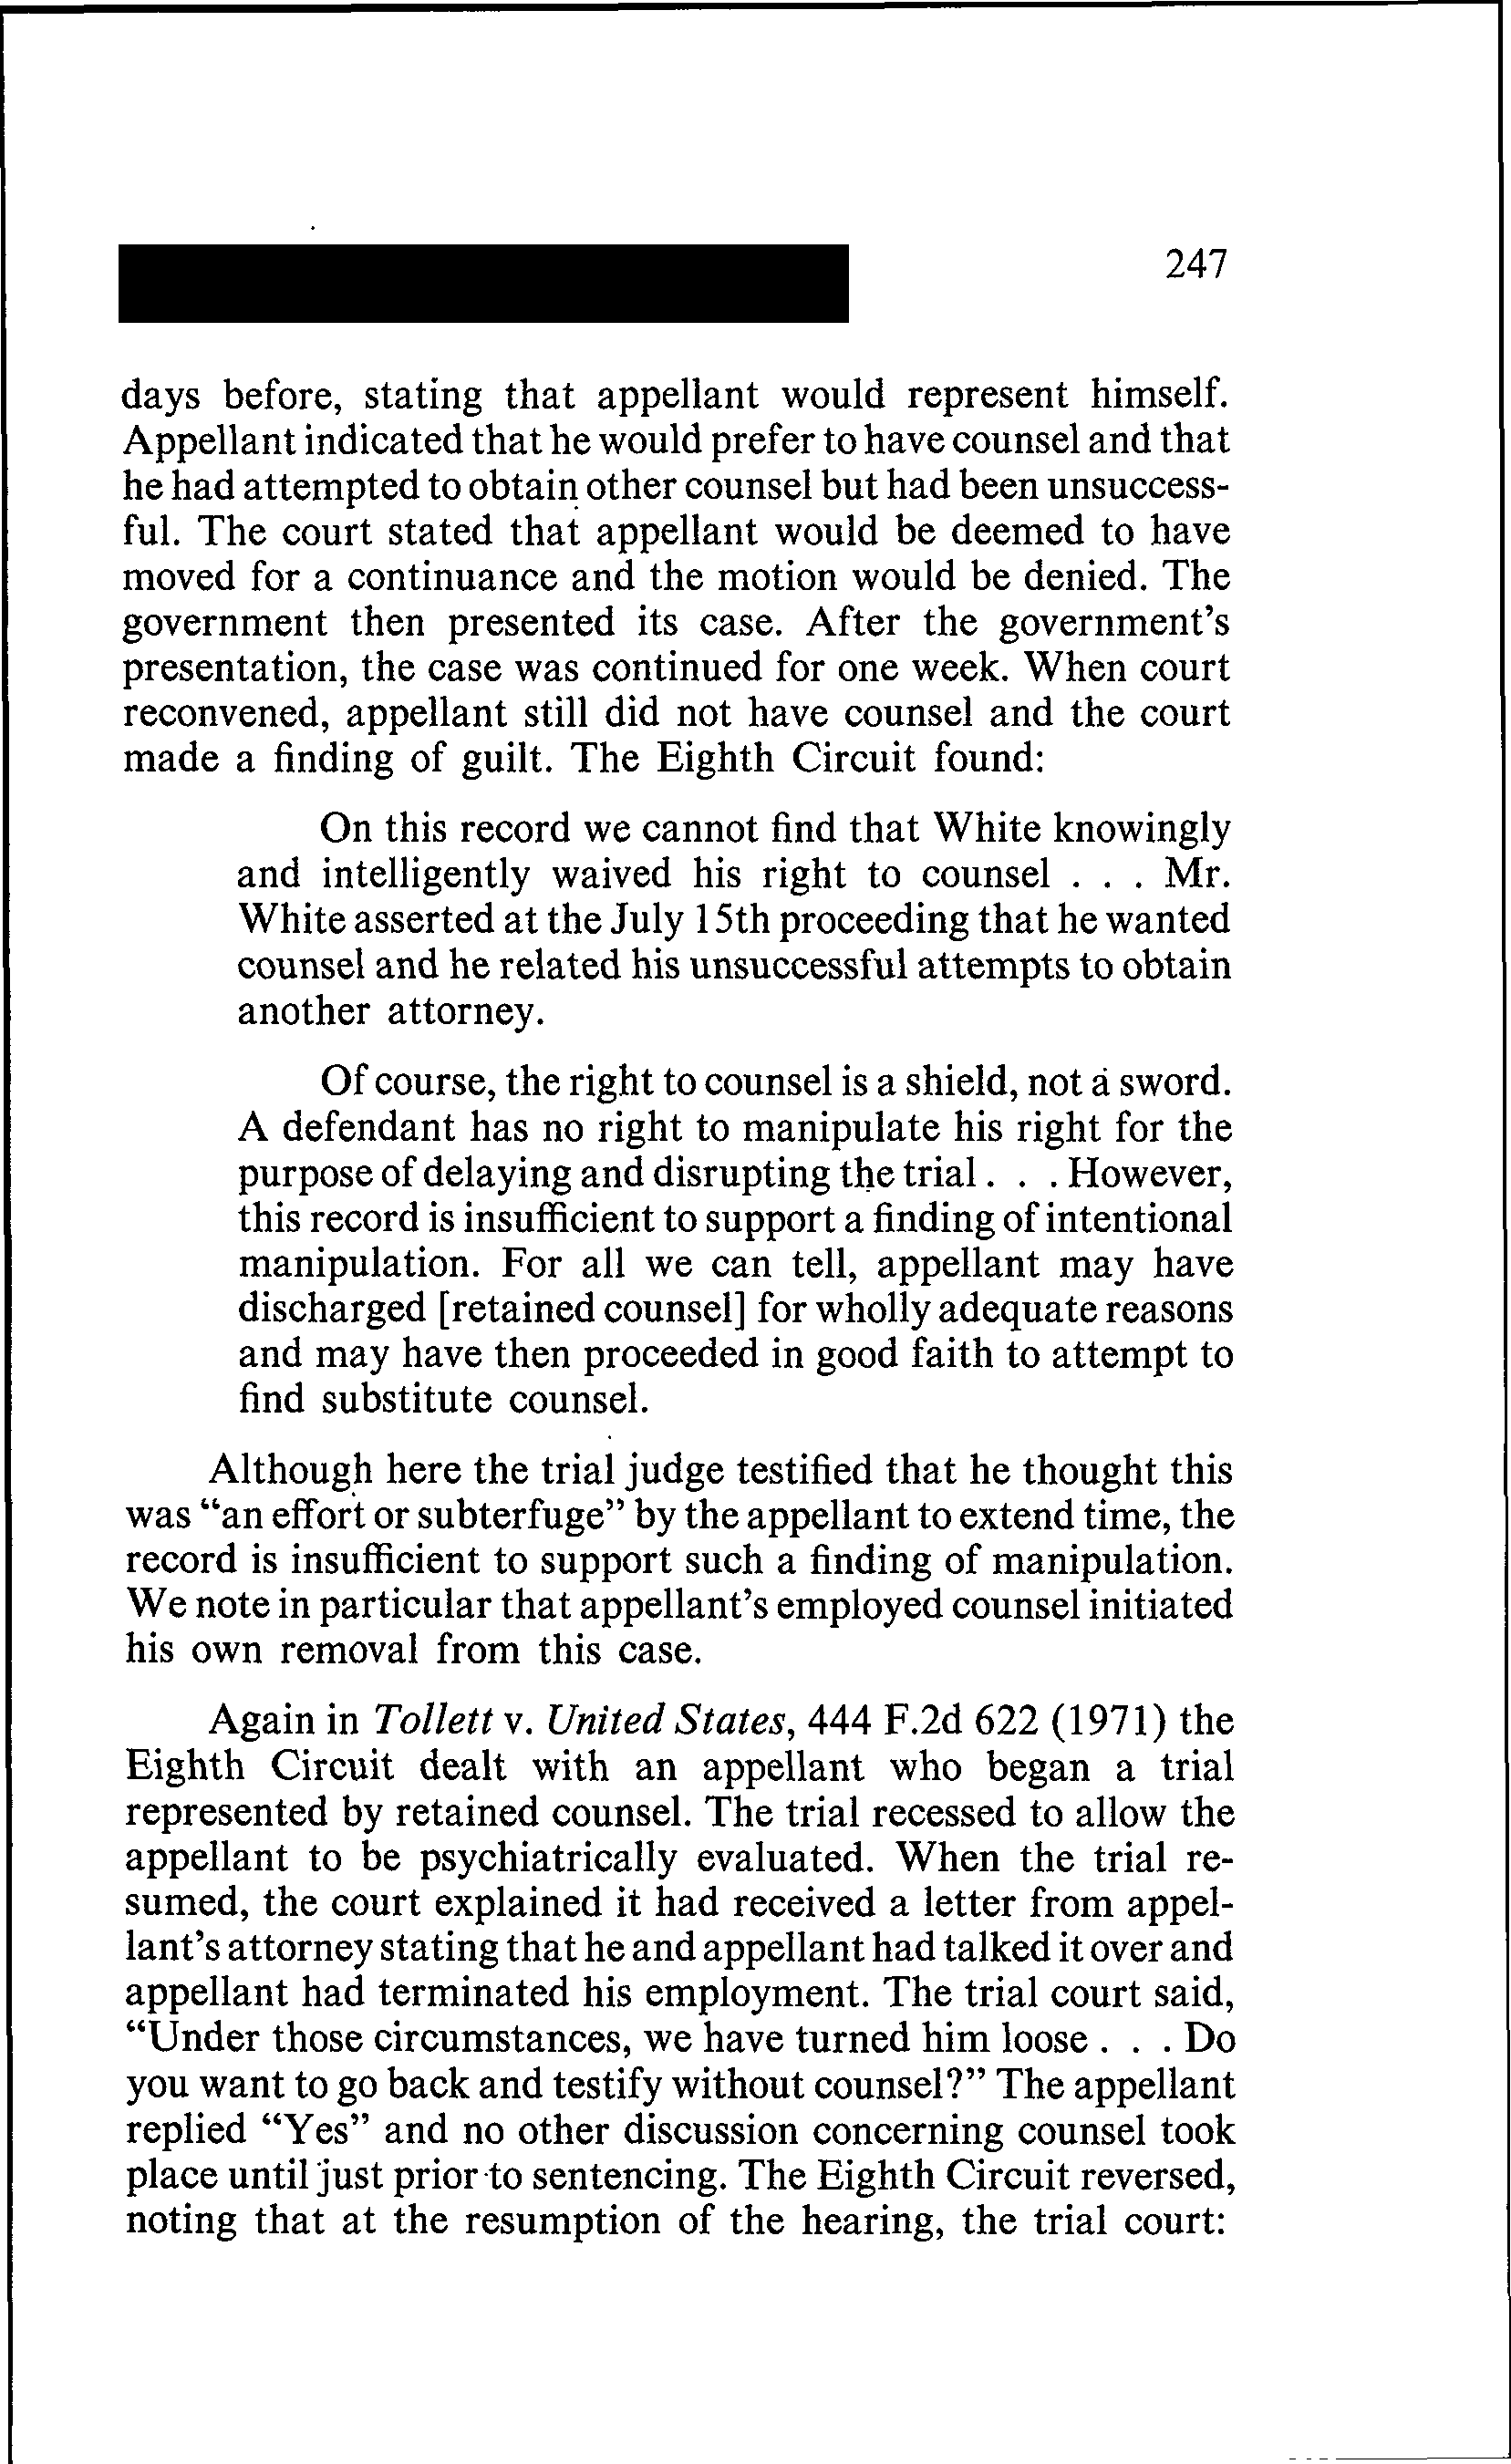 247
days before, stating that appellant would represent himself.
Appellant indicated that he would prefer to have counsel and that
he had attempted to obtain other counsel but had been unsuccess-
ful. The court stated that appellant would be deemed to have
moved for a continuance and the motion would be denied. The
government then presented its case. After the government's
presentation, the case was continued for one week. When court
reconvened, appellant still did not have counsel and the court
made a finding of guilt. The Eighth Circuit found:
On this record we cannot find that White knowingly
and intelligently waived his right to counsel . . . Mr.
White asserted at the July 15th proceeding that he wanted
counsel and he related his unsuccessful attempts to obtain
another attorney.
Of course, the right to counsel is a shield, not a sword.
A defendant has no right to manipulate his right for the
purpose of delaying and disrupting the trial . . . However,
this record is insufficient to support a finding of intentional
manipulation. For all we can tell, appellant may have
discharged [retained counsel] for wholly adequate reasons
and may have then proceeded in good faith to attempt to
find substitute counsel.
Although here the trial judge testified that he thought this
was "an effort or subterfuge" by the appellant to extend time, the
record is insufficient to support such a finding of manipulation.
We note in particular that appellant's employed counsel initiated
his own removal from this case.
Again in Tollett v. United States, 444 F.2d 622 (1971) the
Eighth Circuit dealt with an appellant who began a trial
represented by retained counsel. The trial recessed to allow the
appellant to be psychiatrically evaluated. When the trial re-
sumed, the court explained it had received a letter from appel-
lant's attorney stating that he and appellant had talked it over and
appellant had terminated his employment. The trial court said,
"Under those circumstances, we have turned him loose . . . Do
you want to go back and testify without counsel?" The appellant
replied "Yes" and no other discussion concerning counsel took
place until just prior to sentencing. The Eighth Circuit reversed,
noting that at the resumption of the hearing, the trial court: